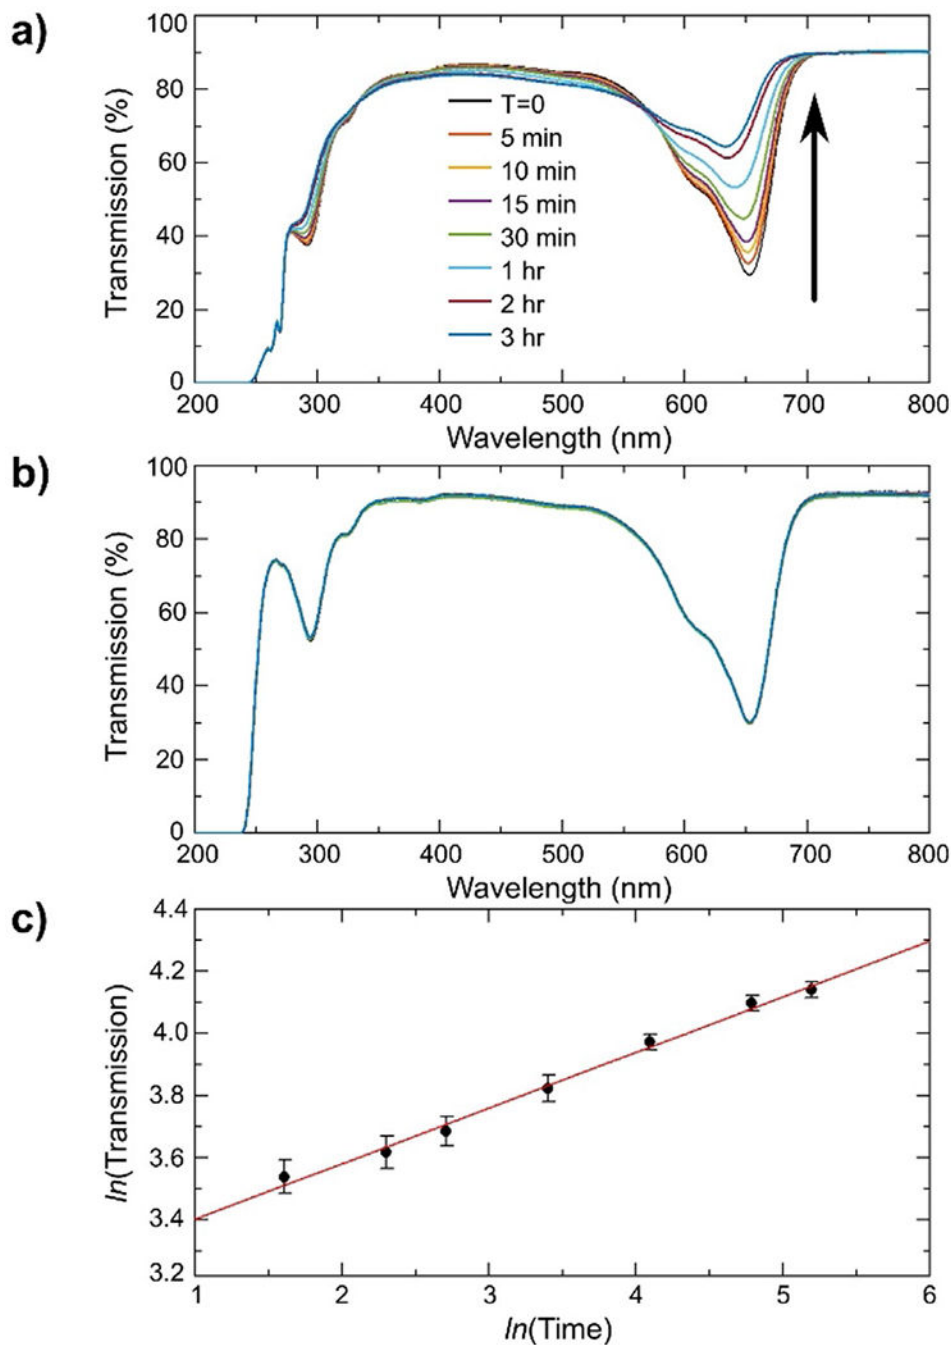 a)
100
80
60
40
20
0
Transmission (%)
T=0
5 min
10 min
15 min
30 min
1 hr
2 hr
3 hr
200 300 400 500 600 700 800
Wavelength (nm)
b)
100
80
60
40
20
0
Transmission (%)
200 300 400 500 600 700 800
Wavelength (nm)
c)
4.4
4.2
4.0
3.8
3.6
3.4
3.2
ln(Transmission)
1 2 3 4 5 6
ln(Time)